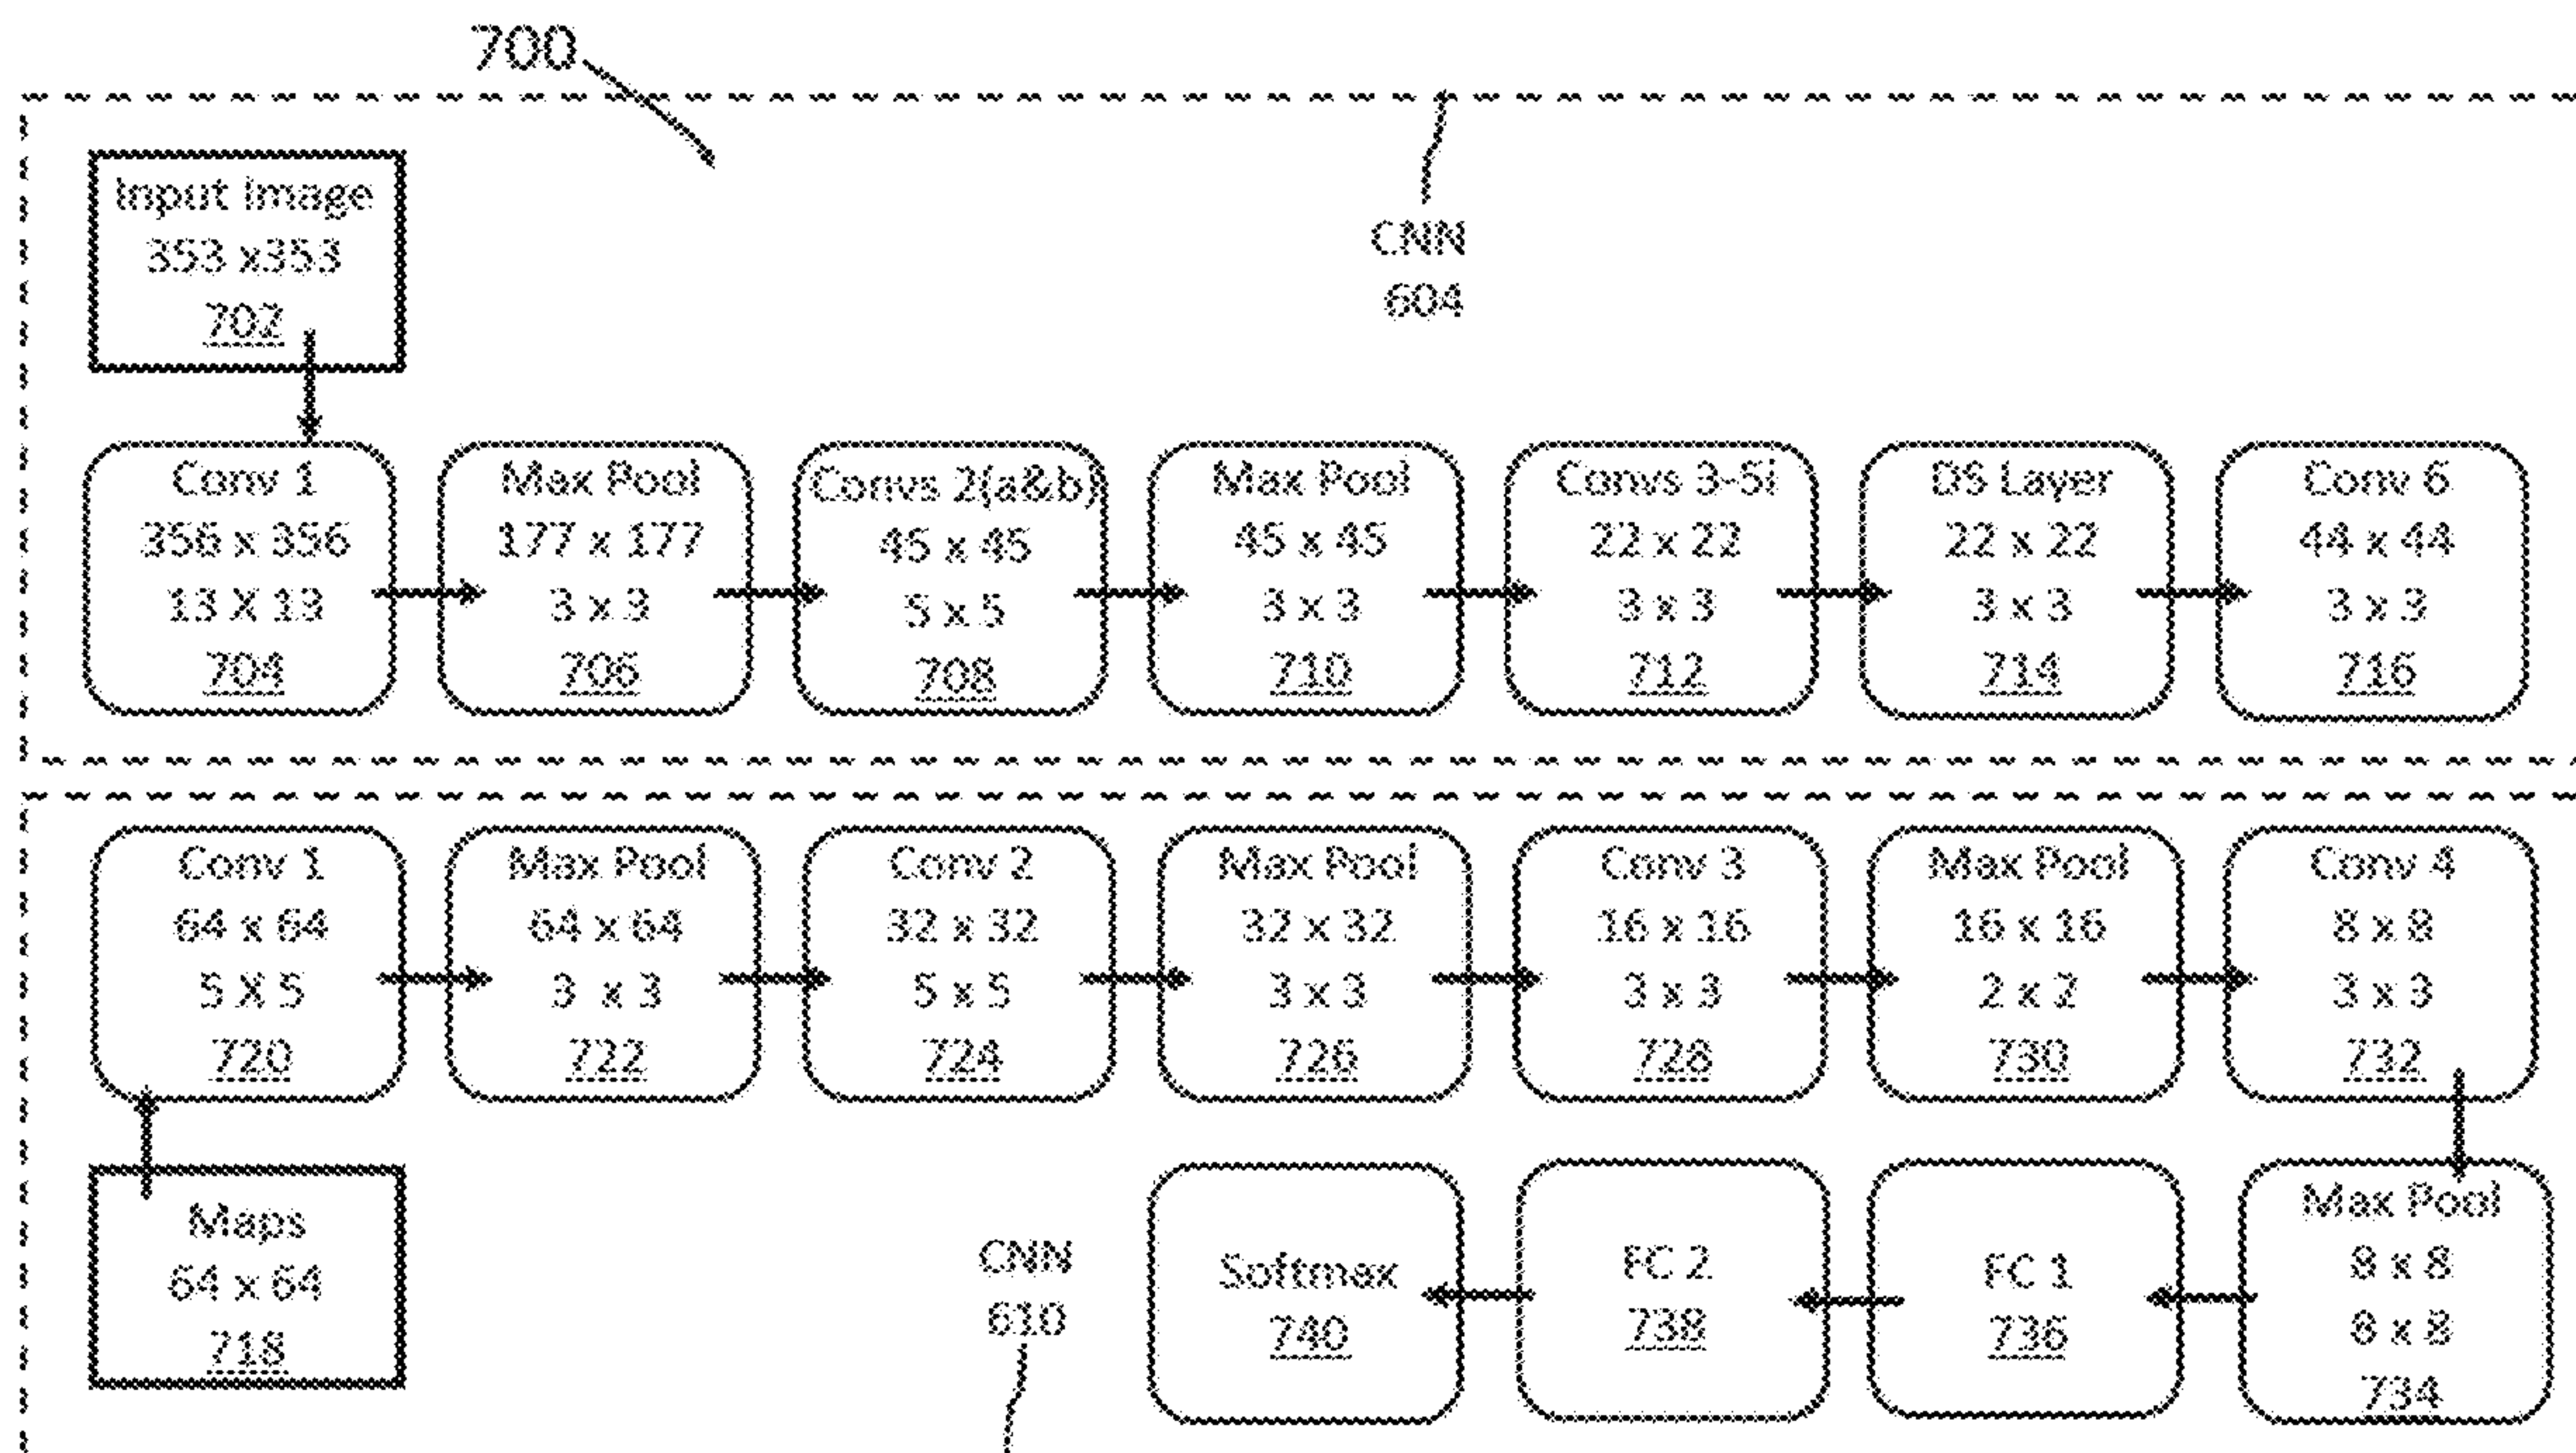 700
Input Image
353 x353
702
CNN
604
Conv 1
356 x 356
13 X 13
704
Max Pool
177 x 177
3 x 3
706
Convs 2(a&b)
45 x 45
5 x 5
708
Max Pool
45 x 45
3 x 3
710
Convs 3-5i
22 x 22
3 x 3
712
DS Layer
22 x 22
3 x 3
714
Conv 6
44 x 44
3 x 3
716
Conv 1
64 x 64
5 X 5
720
Max Pool
64 x 64
3 x 3
722
Conv 2
32 x 32
5 x 5
724
Max Pool
32 x 32
3 x 3
726
Conv 3
16 x 16
3 x 3
728
Max Pool
16 x 16
2 x 2
730
Conv 4
8 x 8
3 x 3
732
Maps
64 x 64
718
CNN
610
Softmax
740
FC 2
738
FC 1
736
Max Pool
8 x 8
8 x 8
734